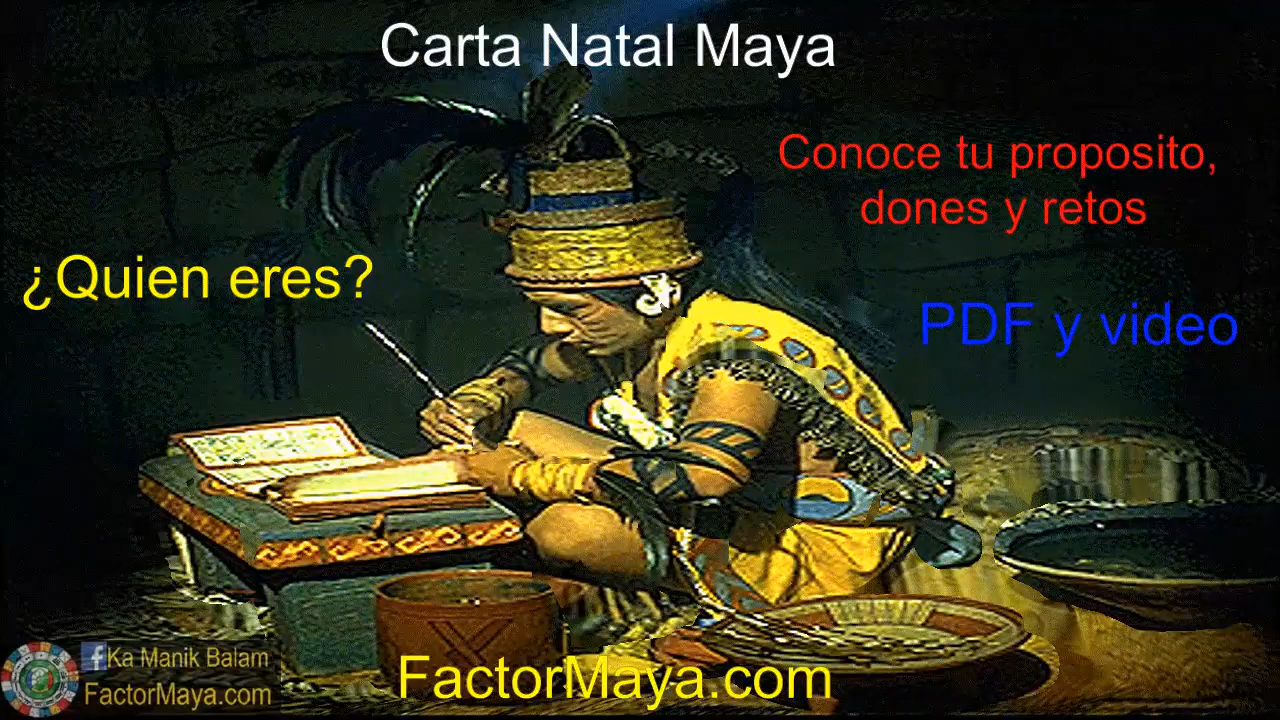 Carta Natal Maya
Conoce tu proposito,
dones y retos
¿Quien eres?
PDF y video
Ka Manik Balam
FactorMaya.com
FactorMaya.com